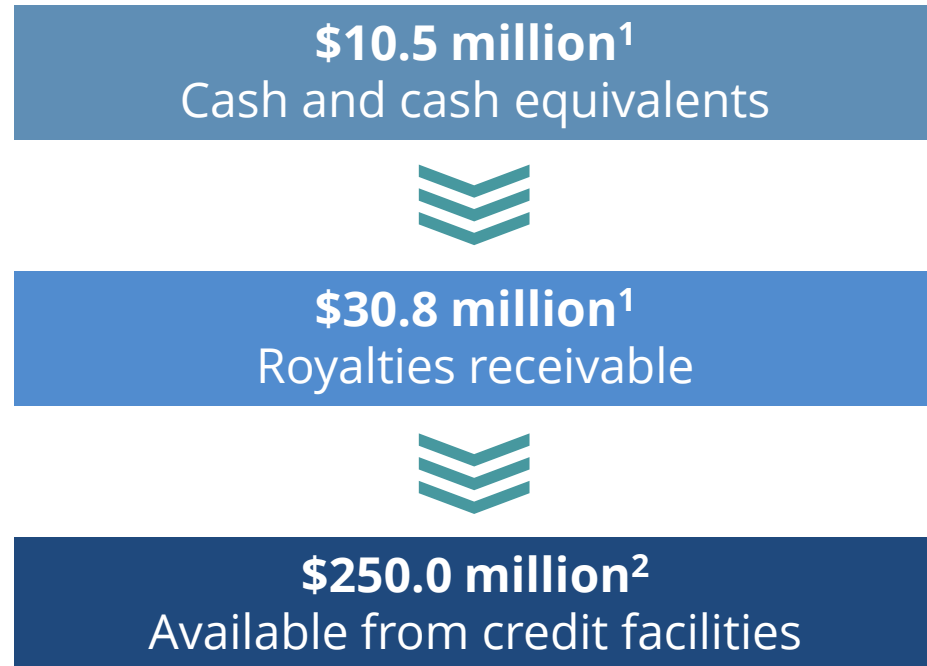 $10.5 million¹
Cash and cash equivalents
$30.8 million¹
Royalties receivable
$250.0 million²
Available from credit facilities